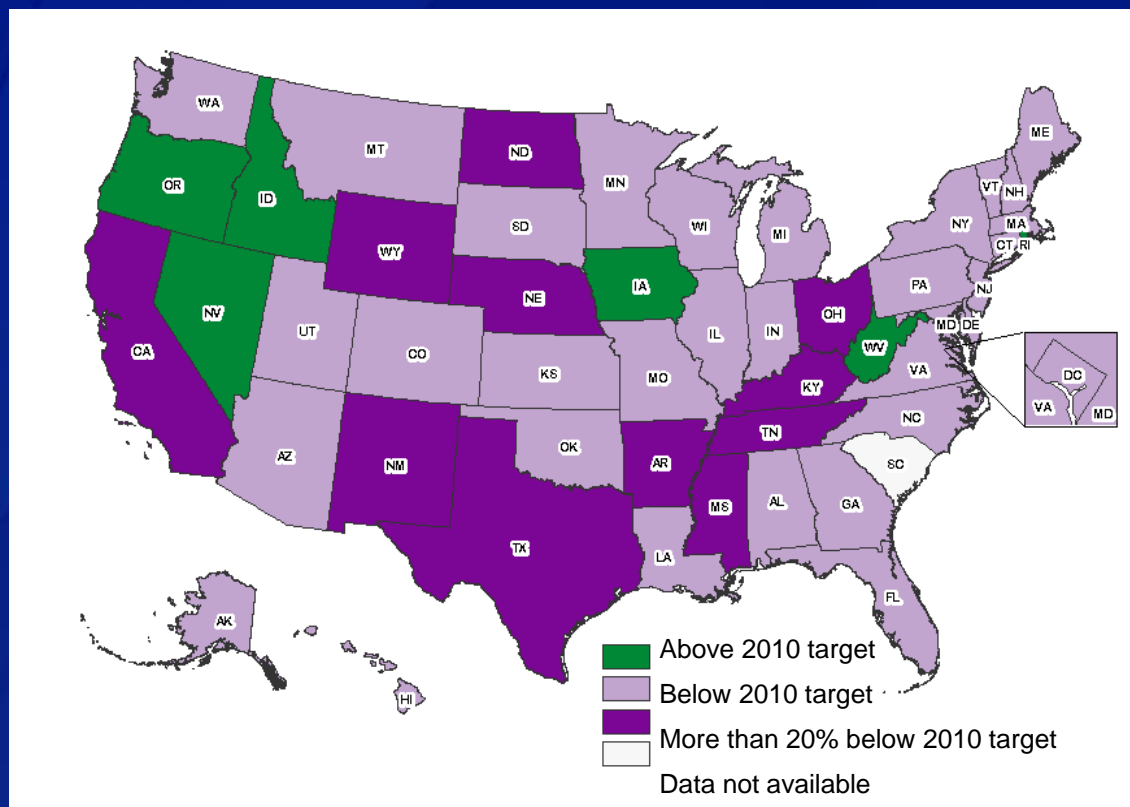 WA
MT
ND
ME
OR
ID
MN
VT
NH
SD
WI
NY
MA
WY
MI
CT
RI
IA
PA
NE
NJ
NV
OH
MD
DE
UT
IL
IN
CA
CO
WV
KS
MO
VA
KY
DC
VA
MD
NC
TN
OK
AZ
NM
AR
SC
MS
AL
GA
TX
LA
FL
AK
HI
Above 2010 target
Below 2010 target
More than 20% below 2010 target
Data not available